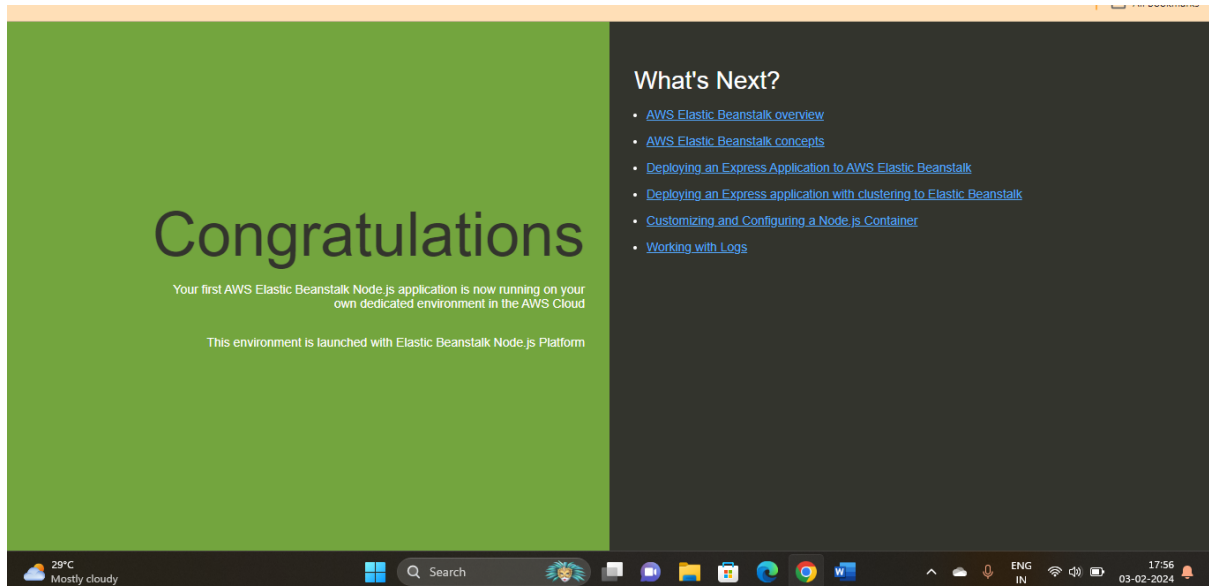 All Bookmarks
Congratulations
Your first AWS Elastic Beanstalk Node.js application is now running on your
own dedicated environment in the AWS Cloud
This environment is launched with Elastic Beanstalk Node.js Platform
What's Next?
AWS Elastic Beanstalk overview
AWS Elastic Beanstalk concepts
Deploying an Express Application to AWS Elastic Beanstalk
Deploying an Express application with clustering to Elastic Beanstalk
Customizing and Configuring a Node.js Container
Working with Logs
29°C
Mostly cloudy
Search
W
ENG
IN
17:56
03-02-2024